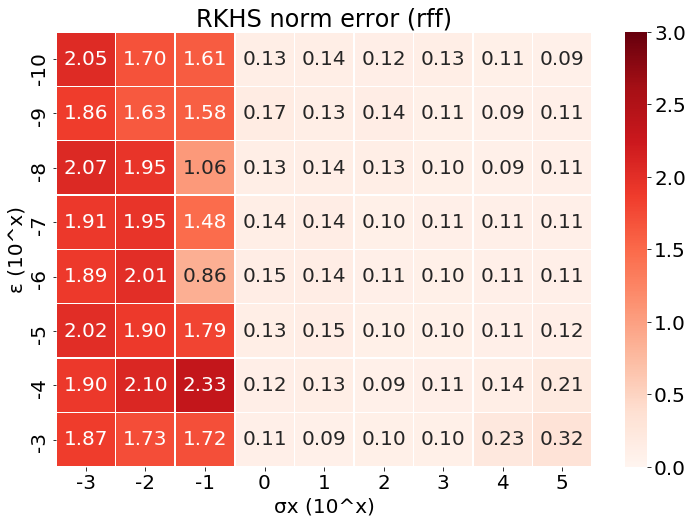 RKHS norm error (rff)
-10 2.05 1.70 1.61 0.13 0.14 0.12 0.13 0.11 0.09
-9 1.86 1.63 1.58 0.17 0.13 0.14 0.11 0.09 0.11
-8 2.07 1.95 1.06 0.13 0.14 0.13 0.10 0.09 0.11
-7 1.91 1.95 1.48 0.14 0.14 0.10 0.11 0.11 0.11
-6 1.89 2.01 0.86 0.15 0.14 0.11 0.10 0.11 0.11
-5 2.02 1.90 1.79 0.13 0.15 0.10 0.10 0.11 0.12
-4 1.90 2.10 2.33 0.12 0.13 0.09 0.11 0.14 0.21
-3 1.87 1.73 1.72 0.11 0.09 0.10 0.10 0.23 0.32
-3 -2 -1 0 1 2 3 4 5
σx (10^x)
ε (10^x)
3.0
2.5
2.0
1.5
1.0
0.5
0.0